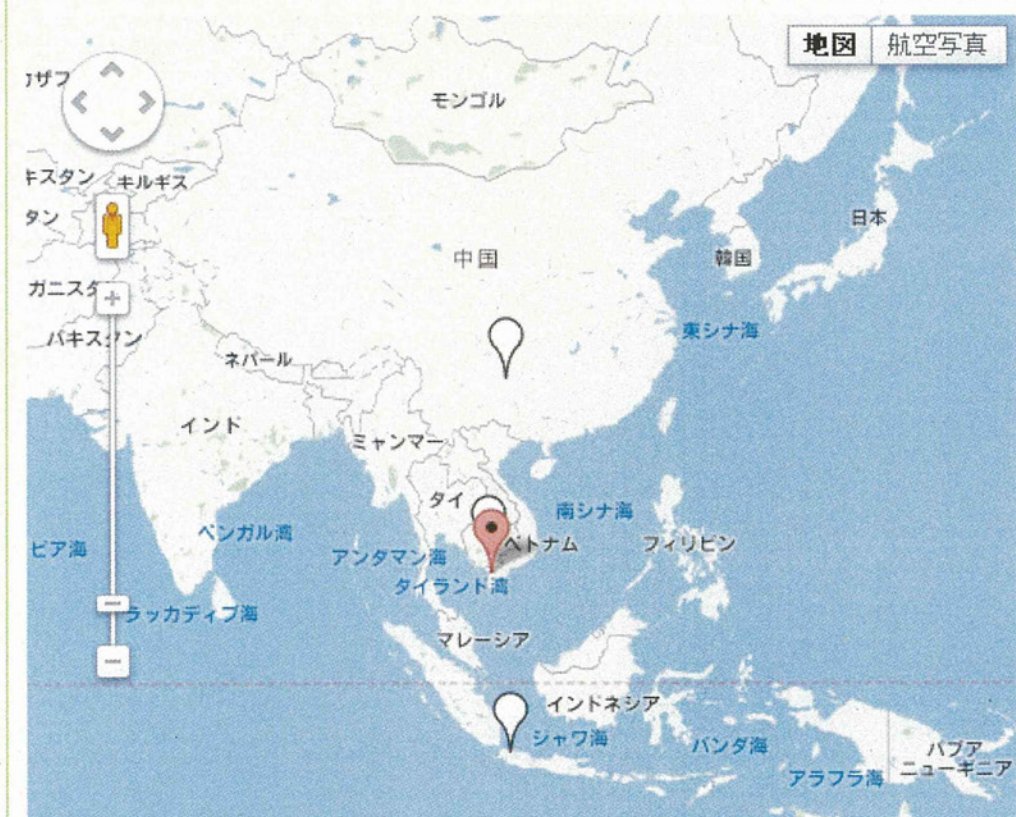 地図
航空写真
カザフ
モンゴル
キスタン
キルギス
タン
日本
中国
韓国
ガニスタ
パキスタン
東シナ海
ネパール
インド
ミャンマー
タイ
南シナ海
ベンガル湾
ベトナム
フィリピン
ビア海
アンダマン海
タイランド湾
ラッカディブ海
マレーシア
インドネシア
ジャワ海
バンダ海
パプア
ニューギニア
アラフラ海